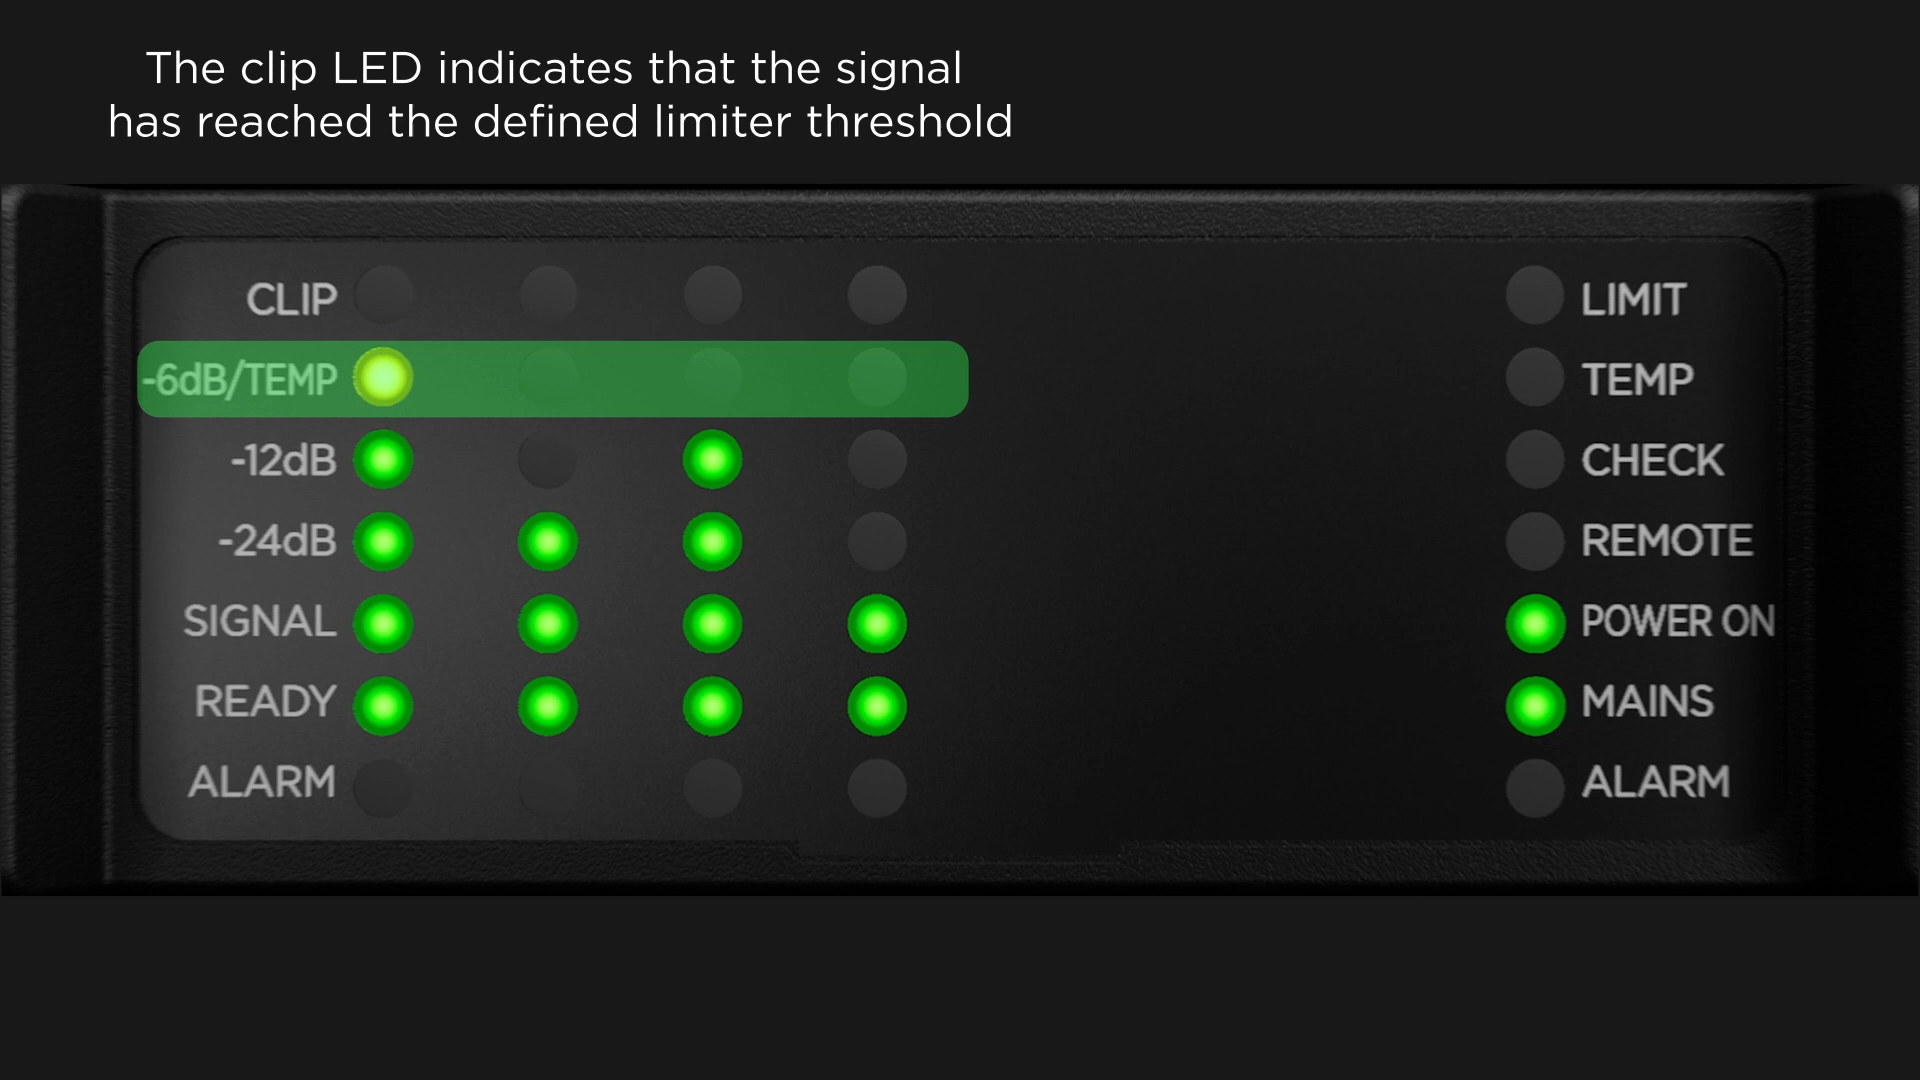 The clip LED indicates that the signal
has reached the defined limiter threshold
CLIP
-6dB/TEMP
-12dB
-24dB
SIGNAL
READY
ALARM
LIMIT
TEMP
CHECK
REMOTE
POWER ON
MAINS
ALARM